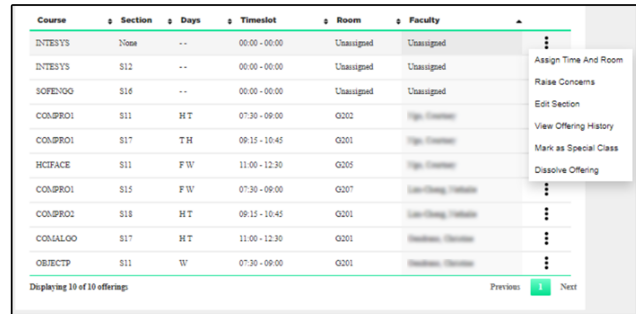 Course Section Days Timeslot Room Faculty
INTESYS None -- 00:00 - 00:00 Unassigned Unassigned
INTESYS S12 -- 00:00 - 00:00 Unassigned Unassigned
SOFENGG S16 -- 00:00 - 00:00 Unassigned Unassigned
COMPRO1 S11 H T 07:30 - 09:00 G202
COMPRO1 S17 T H 09:15 - 10:45 G201
HCIFACE S11 F W 11:00 - 12:30 G205
COMPRO1 S15 F W 07:30 - 09:00 G207
COMPRO2 S18 H T 09:15 - 10:45 G201
COMALGO S17 H T 11:00 - 12:30 G201
OBJECTP S11 W 07:30 - 09:00 G201
Assign Time And Room
Raise Concerns
Edit Section
View Offering History
Mark as Special Class
Dissolve Offering
Displaying 10 of 10 offerings Previous 1 Next